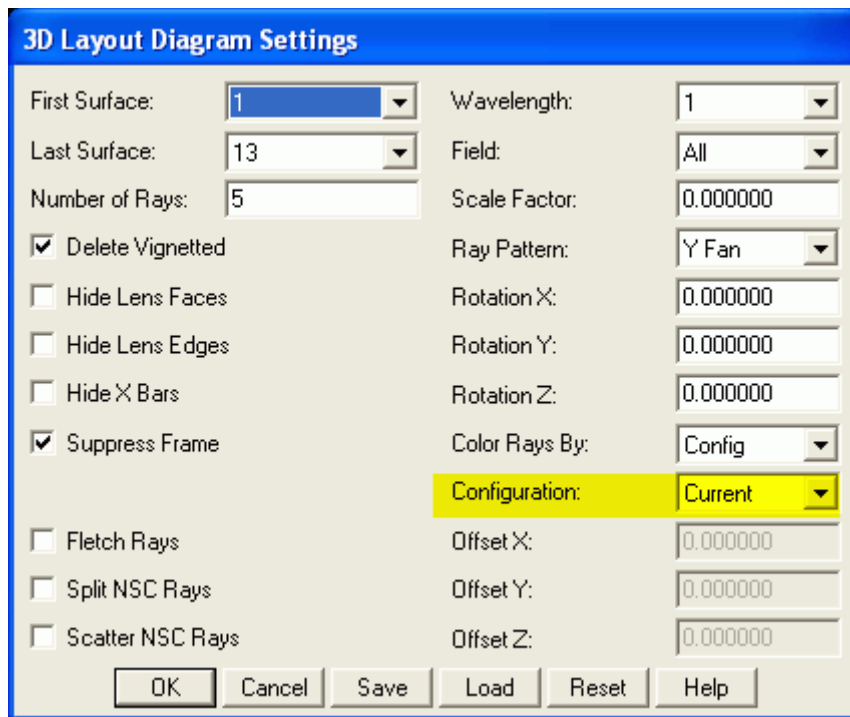 3D Layout Diagram Settings
First Surface: 1 Wavelength: 1
Last Surface: 13 Field: All
Number of Rays: 5 Scale Factor: 0.000000
Delete Vignetted Ray Pattern: Y Fan
Hide Lens Faces Rotation X: 0.000000
Hide Lens Edges Rotation Y: 0.000000
Hide X Bars Rotation Z: 0.000000
Suppress Frame Color Rays By: Config
Configuration: Current
Fletch Rays Offset X: 0.000000
Split NSC Rays Offset Y: 0.000000
Scatter NSC Rays Offset Z: 0.000000
OK Cancel Save Load Reset Help